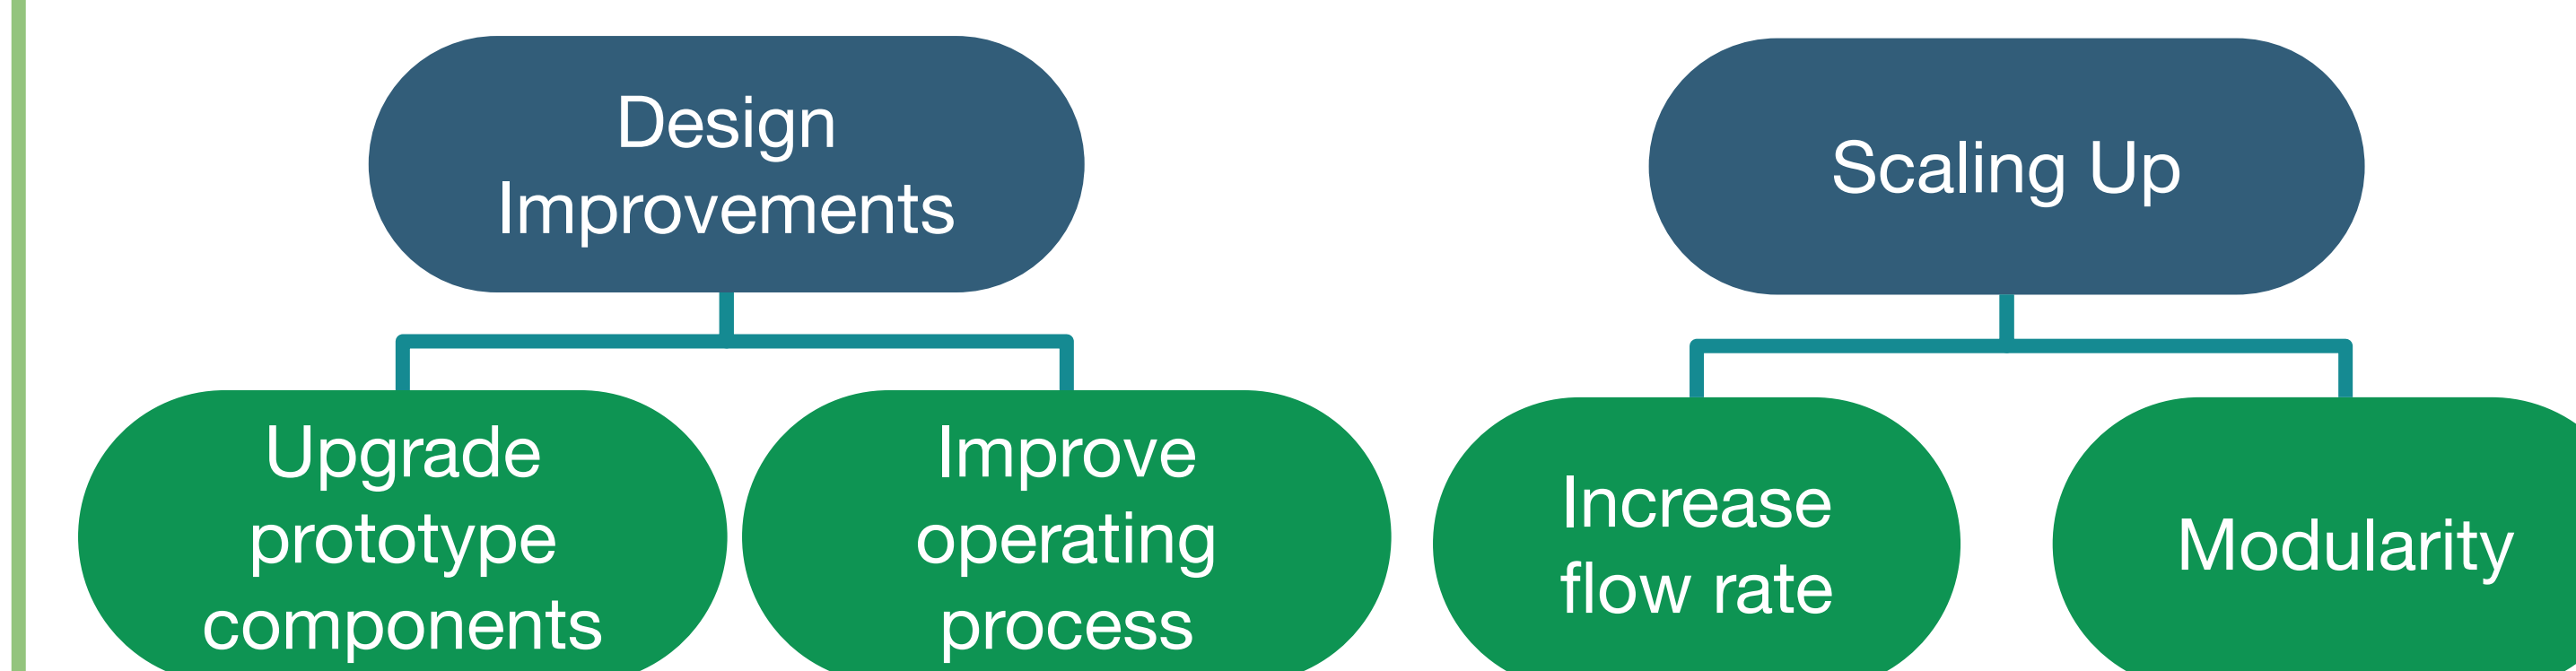 Design
Improvements
Scaling Up
Upgrade
prototype
components
Improve
operating
process
Increase
flow rate
Modularity